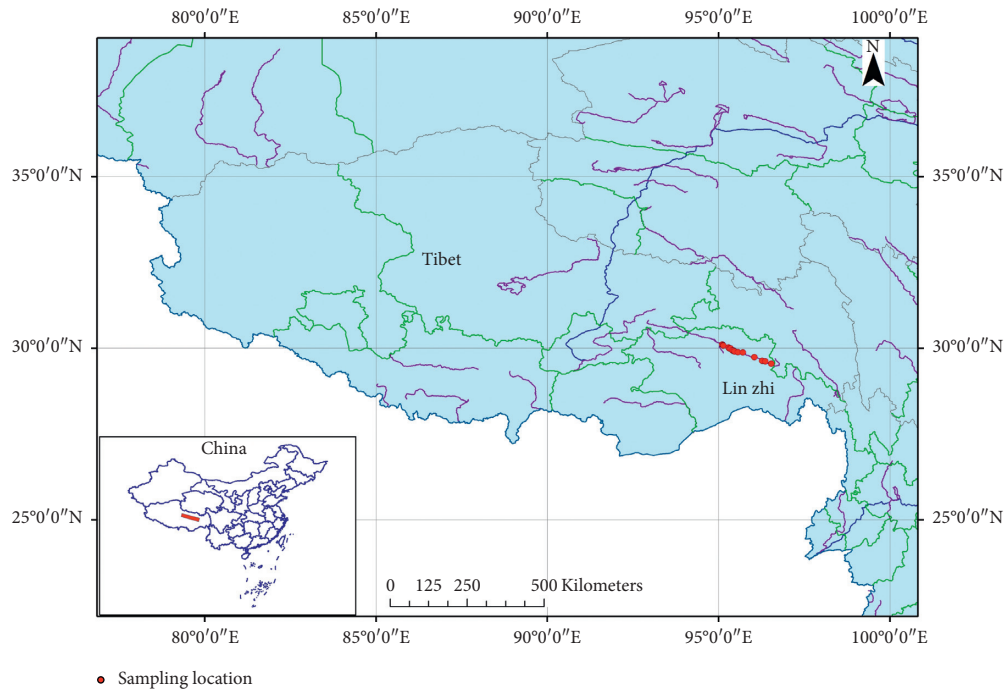 80°0′0″E 85°0′0″E 90°0′0″E 95°0′0″E 100°0′0″E
N
35°0′0″N 35°0′0″N
Tibet
30°0′0″N 30°0′0″N
Lin zhi
China
25°0′0″N 25°0′0″N
0 125 250 500 Kilometers
80°0′0″E 85°0′0″E 90°0′0″E 95°0′0″E 100°0′0″E
Sampling location